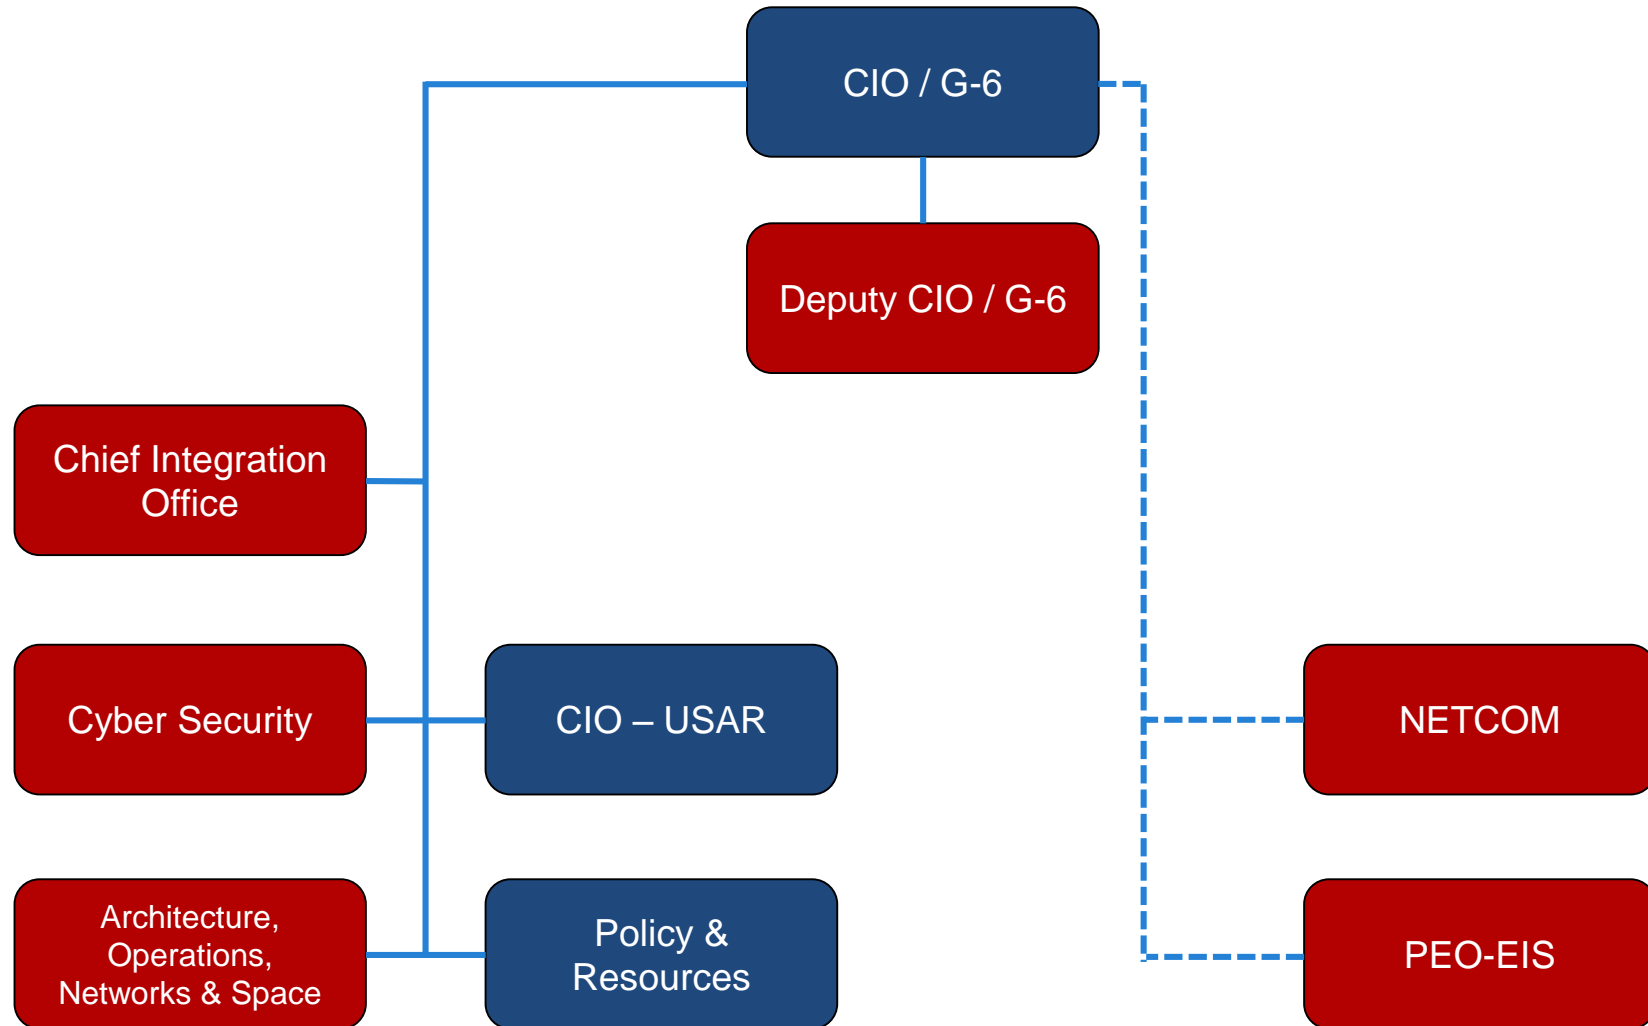 CIO / G-6
Deputy CIO / G-6
Chief Integration
Office
Cyber Security
CIO – USAR
NETCOM
Architecture,
Operations,
Networks & Space
Policy &
Resources
PEO-EIS